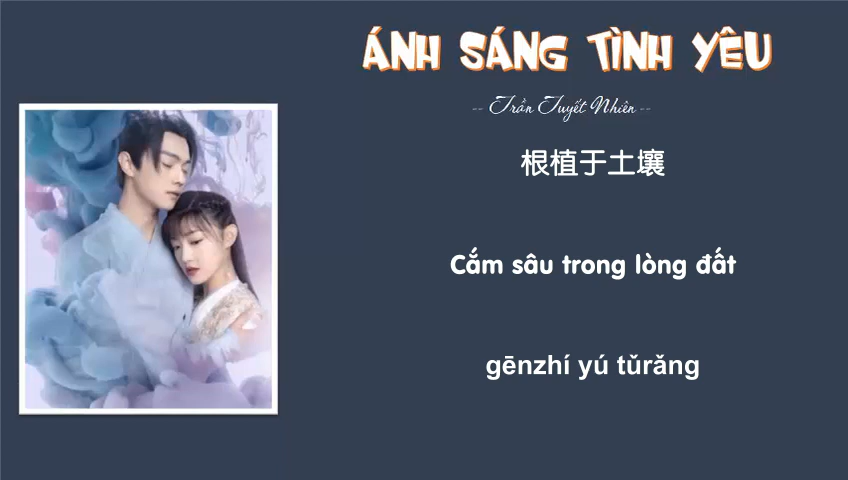 ÁNH SÁNG TÌNH YÊU
-- Trần Tuyết Nhiên --
根植于土壤
Cắm sâu trong lòng đất
gēnzhí yú tǔrǎng